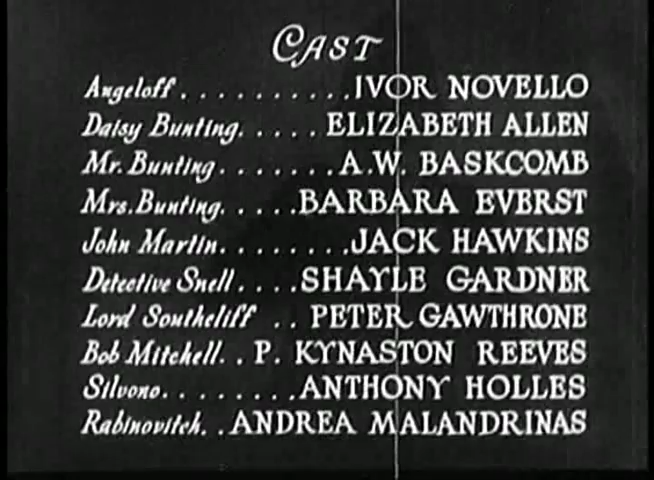 CAST
Angeloff . . . . . . . . . . IVOR NOVELLO
Daisy Bunting. . . . . ELIZABETH ALLEN
Mr. Bunting . . . . . . . A.W. BASKCOMB
Mrs. Bunting. . . . . BARBARA EVERST
John Martin. . . . . . . . JACK HAWKINS
Detective Snell. . . . SHAYLE GARDNER
Lord Southcliff . . PETER GAWTHRONE
Bob Mitchell. . P. KYNASTON REEVES
Silvono. . . . . . . . ANTHONY HOLLES
Rabinovitch. . ANDREA MALANDRINAS